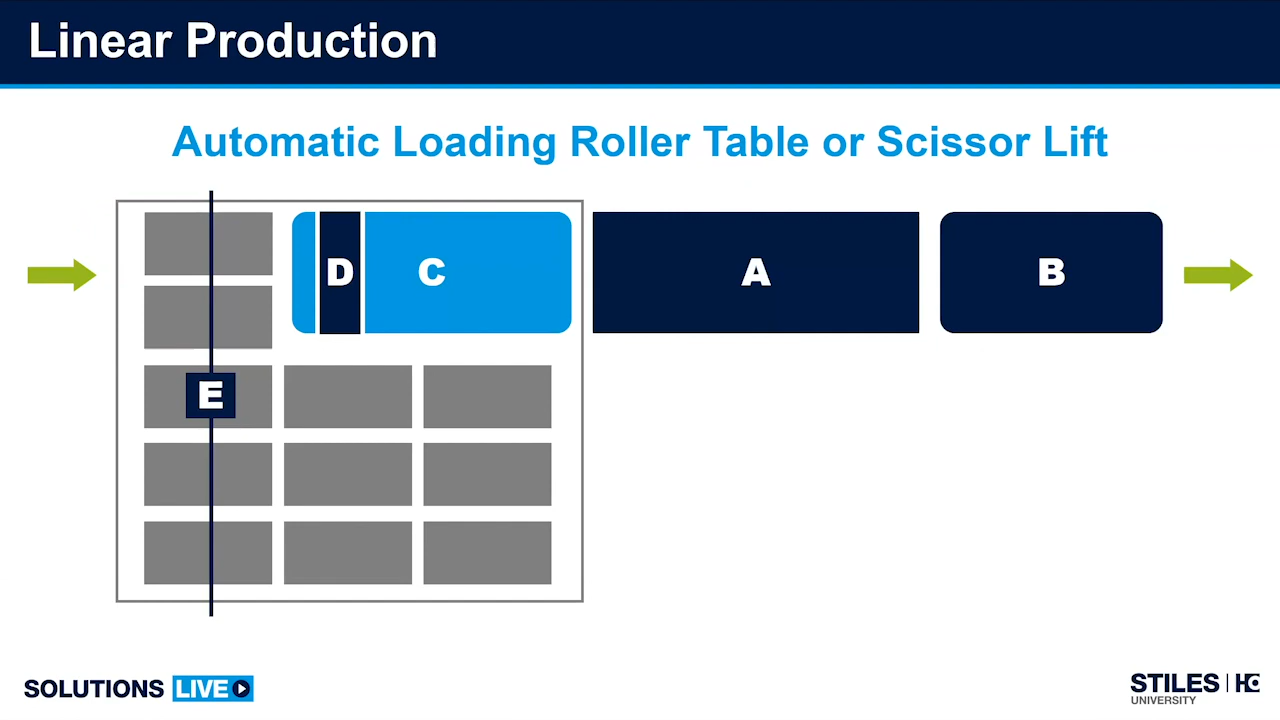 Linear Production
Automatic Loading Roller Table or Scissor Lift
D C A B
E
SOLUTIONS LIVE
STILES | HC
UNIVERSITY